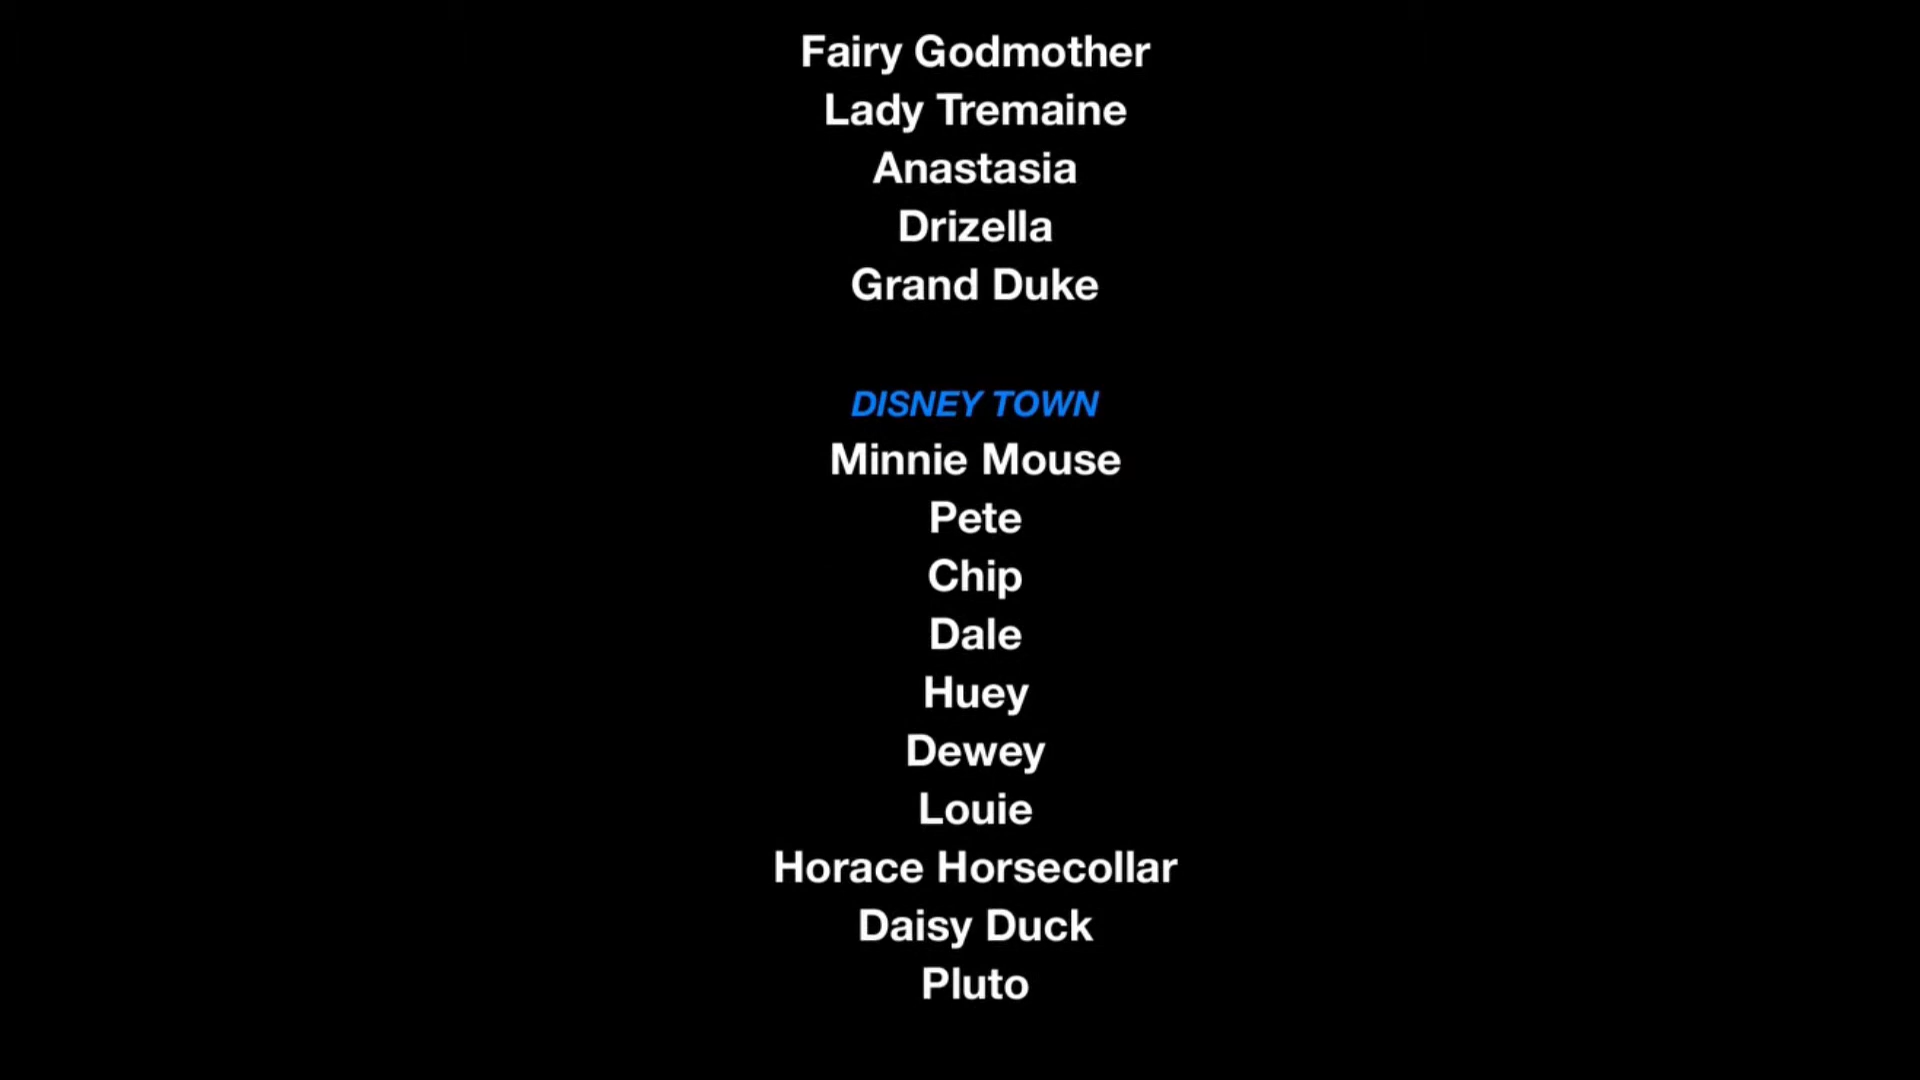 Fairy Godmother
Lady Tremaine
Anastasia
Drizella
Grand Duke
DISNEY TOWN
Minnie Mouse
Pete
Chip
Dale
Huey
Dewey
Louie
Horace Horsecollar
Daisy Duck
Pluto